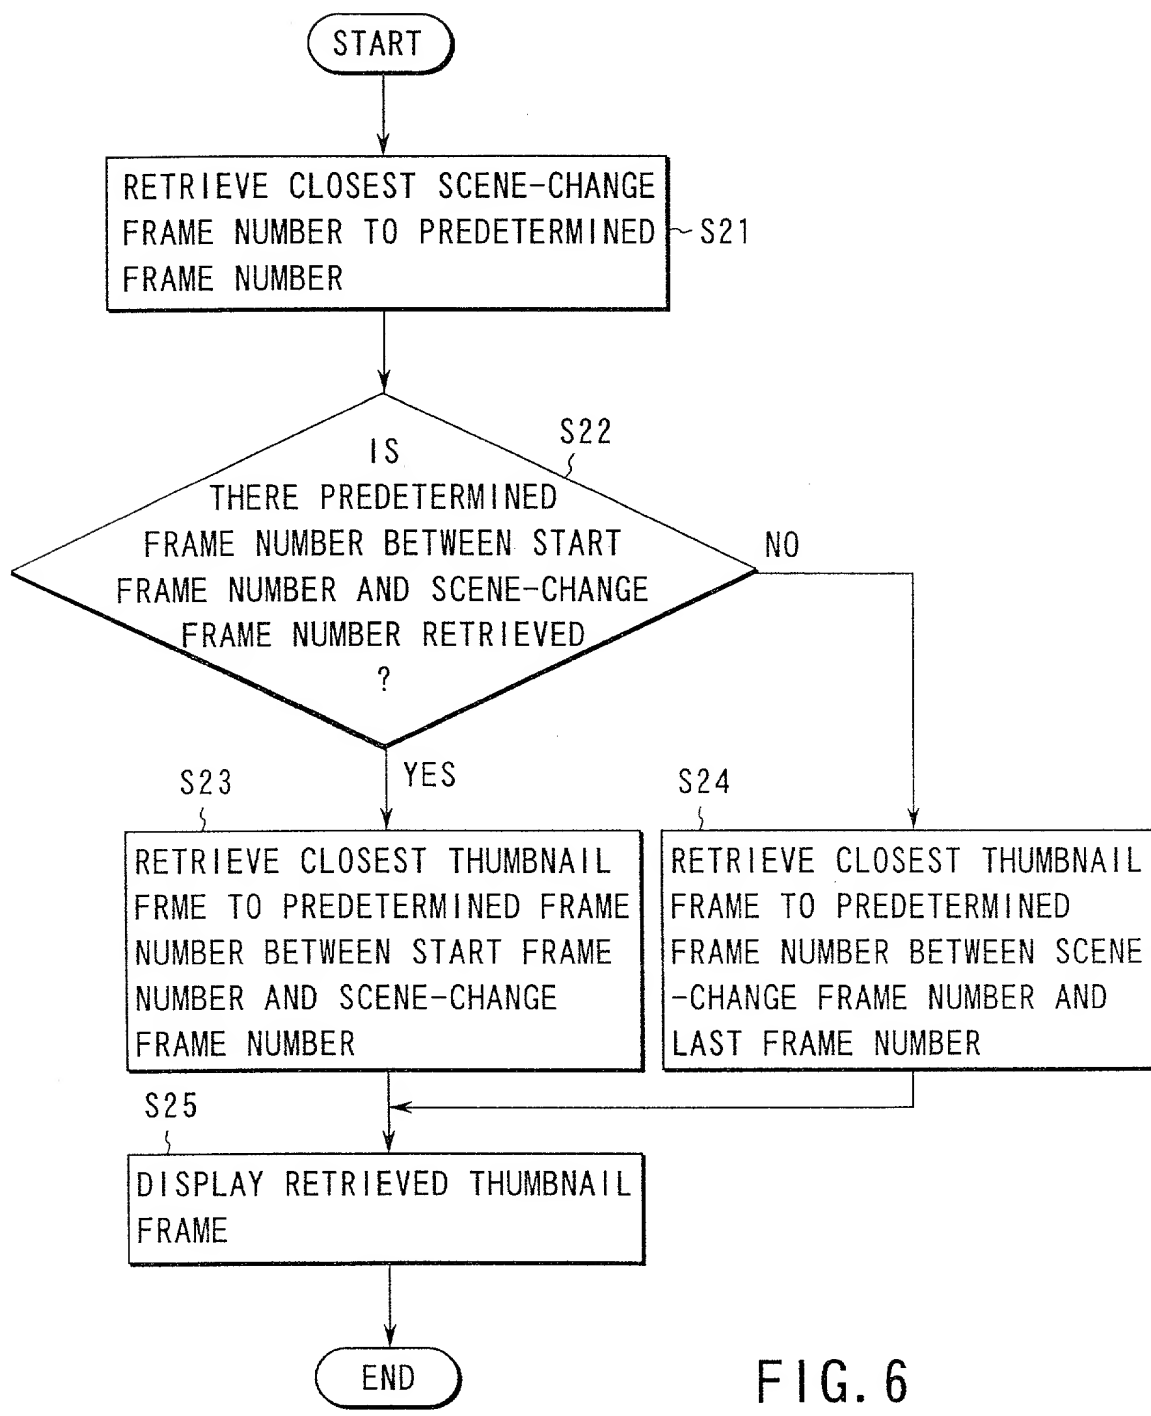 START
RETRIEVE CLOSEST SCENE-CHANGE
FRAME NUMBER TO PREDETERMINED
FRAME NUMBER
S21
S22
IS
THERE PREDETERMINED
FRAME NUMBER BETWEEN START
FRAME NUMBER AND SCENE-CHANGE
FRAME NUMBER RETRIEVED
?
NO
YES
S23
RETRIEVE CLOSEST THUMBNAIL
FRME TO PREDETERMINED FRAME
NUMBER BETWEEN START FRAME
NUMBER AND SCENE-CHANGE
FRAME NUMBER
S24
RETRIEVE CLOSEST THUMBNAIL
FRAME TO PREDETERMINED
FRAME NUMBER BETWEEN SCENE
-CHANGE FRAME NUMBER AND
LAST FRAME NUMBER
S25
DISPLAY RETRIEVED THUMBNAIL
FRAME
END
FIG. 6